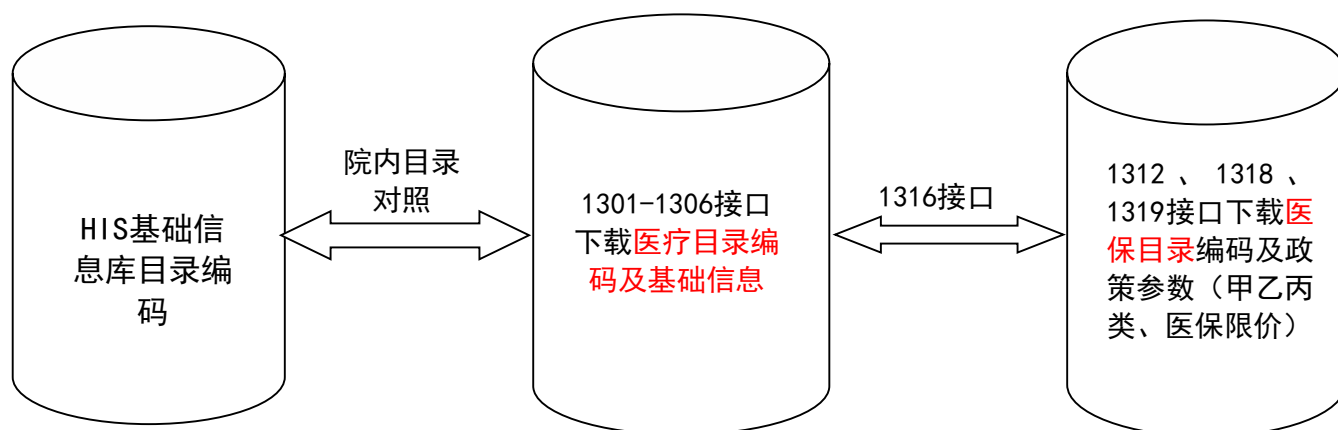 HIS基础信
息库目录编
码
院内目录
对照
1301-1306接口
下载医疗目录编
码及基础信息
1316接口
1312 、 1318 、
1319接口下载医
保目录编码及政
策参数（甲乙丙
类、医保限价）